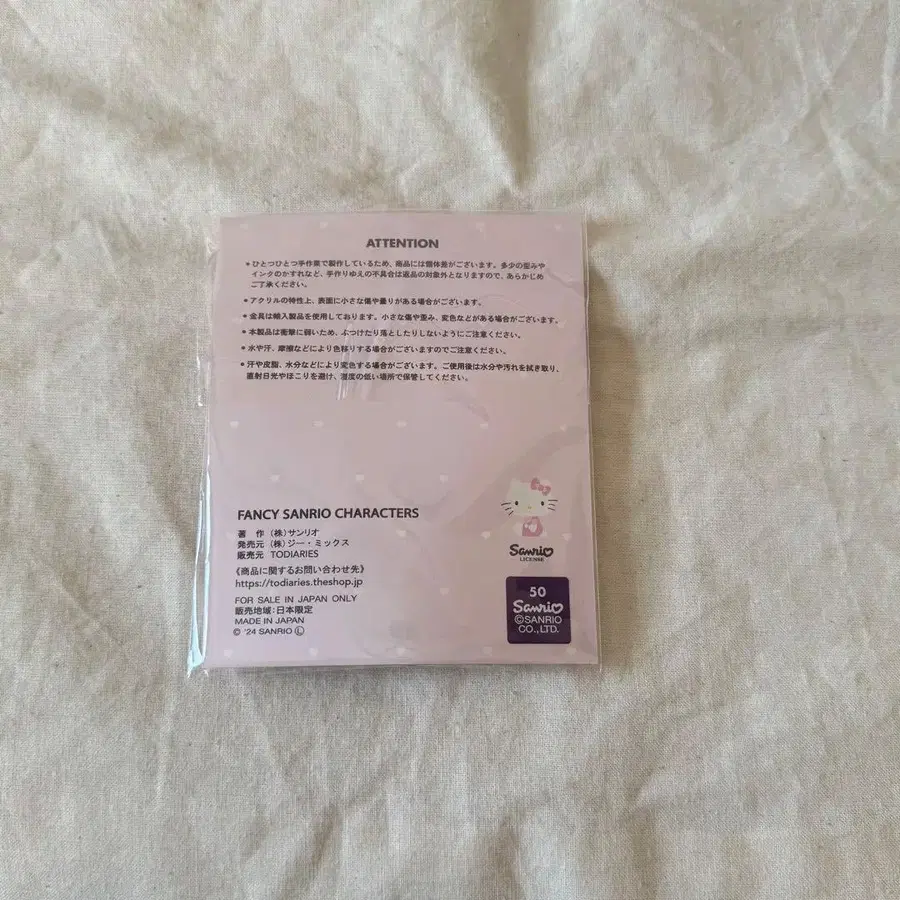 ATTENTION
*ひとつひとつ手作業で製作しているため、商品には個体差がございます。多少の歪みや
インクのかすれなど、手作りゆえの不具合は返品の対象外となりますので、あらかじめ
ご了承ください。
*アクリルの特性上、表面に小さな傷や曇りがある場合がございます。
*金具は輸入製品を使用しております。小さな傷や歪み、変色などがある場合がございます。
*本製品は衝撃に弱いため、ぶつけたり落としたりしないようにご注意ください。
*水や汗、摩擦などにより色移りする場合がございますのでご注意ください。
*汗や皮脂、水分などにより変色する場合がございます。ご使用後は水分や汚れを拭き取り、
直射日光やほこりを避け、湿度の低い場所で保管してください。
FANCY SANRIO CHARACTERS
著 作 (株)サンリオ
発売元 (株)ジー・ミックス
販売元 TODIARIES
《商品に関するお問い合わせ先》
https://todiaries.theshop.jp
FOR SALE IN JAPAN ONLY
販売地域:日本限定
MADE IN JAPAN
© '24 SANRIO Ⓛ
Sanrio
LICENSE
50
Sanrio
©SANRIO
CO.,LTD.